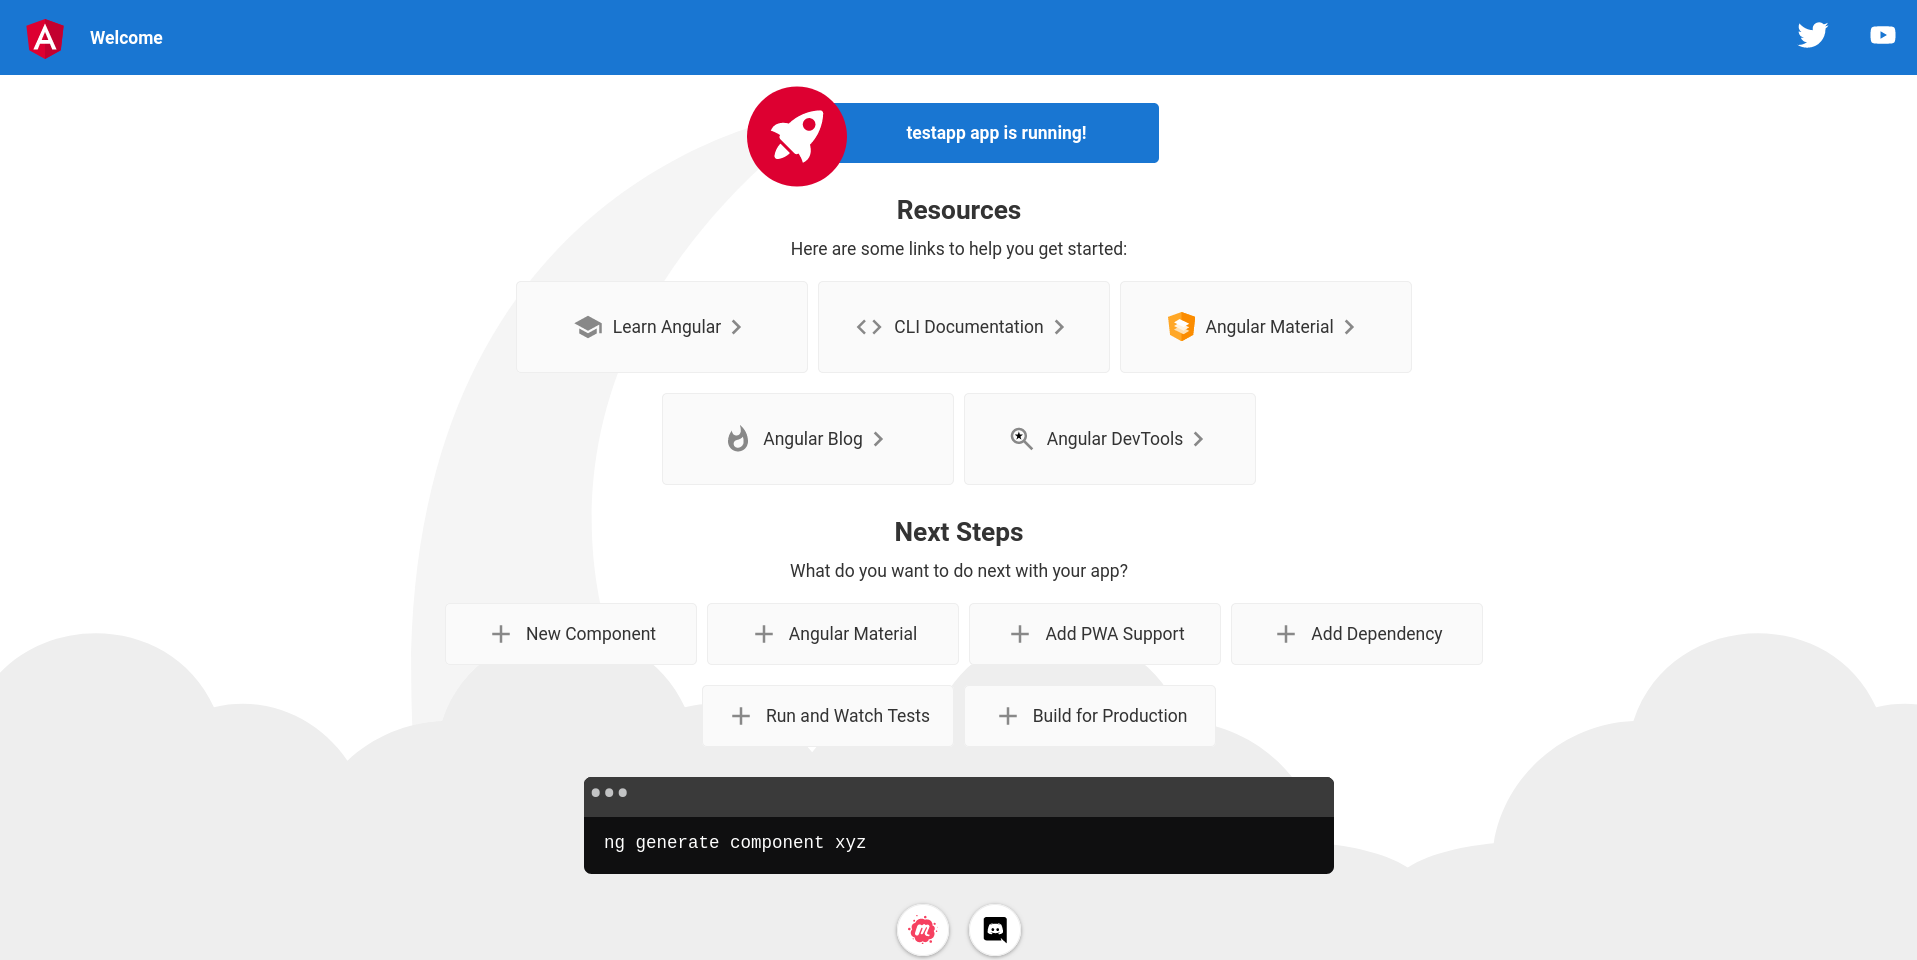 Welcome
testapp app is running!
Resources
Here are some links to help you get started:
Learn Angular
CLI Documentation
Angular Material
Angular Blog
Angular DevTools
Next Steps
What do you want to do next with your app?
New Component
Angular Material
Add PWA Support
Add Dependency
Run and Watch Tests
Build for Production
ng generate component xyz